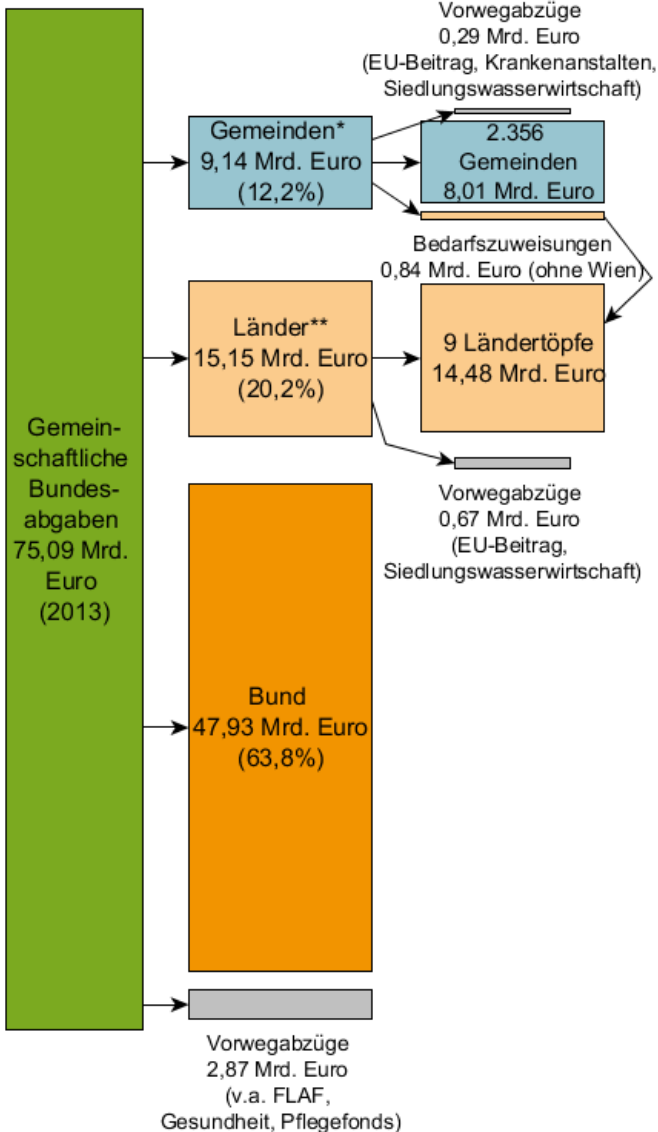 Gemein-
schaftliche
Bundes-
abgaben
75,09 Mrd.
Euro
(2013)
Gemeinden*
9,14 Mrd. Euro
(12,2%)
Vorwegabzüge
0,29 Mrd. Euro
(EU-Beitrag, Krankenanstalten,
Siedlungswasserwirtschaft)
2.356
Gemeinden
8,01 Mrd. Euro
Bedarfszuweisungen
0,84 Mrd. Euro (ohne Wien)
Länder**
15,15 Mrd. Euro
(20,2%)
9 Ländertöpfe
14,48 Mrd. Euro
Vorwegabzüge
0,67 Mrd. Euro
(EU-Beitrag,
Siedlungswasserwirtschaft)
Bund
47,93 Mrd. Euro
(63,8%)
Vorwegabzüge
2,87 Mrd. Euro
(v.a. FLAF,
Gesundheit, Pflegefonds)